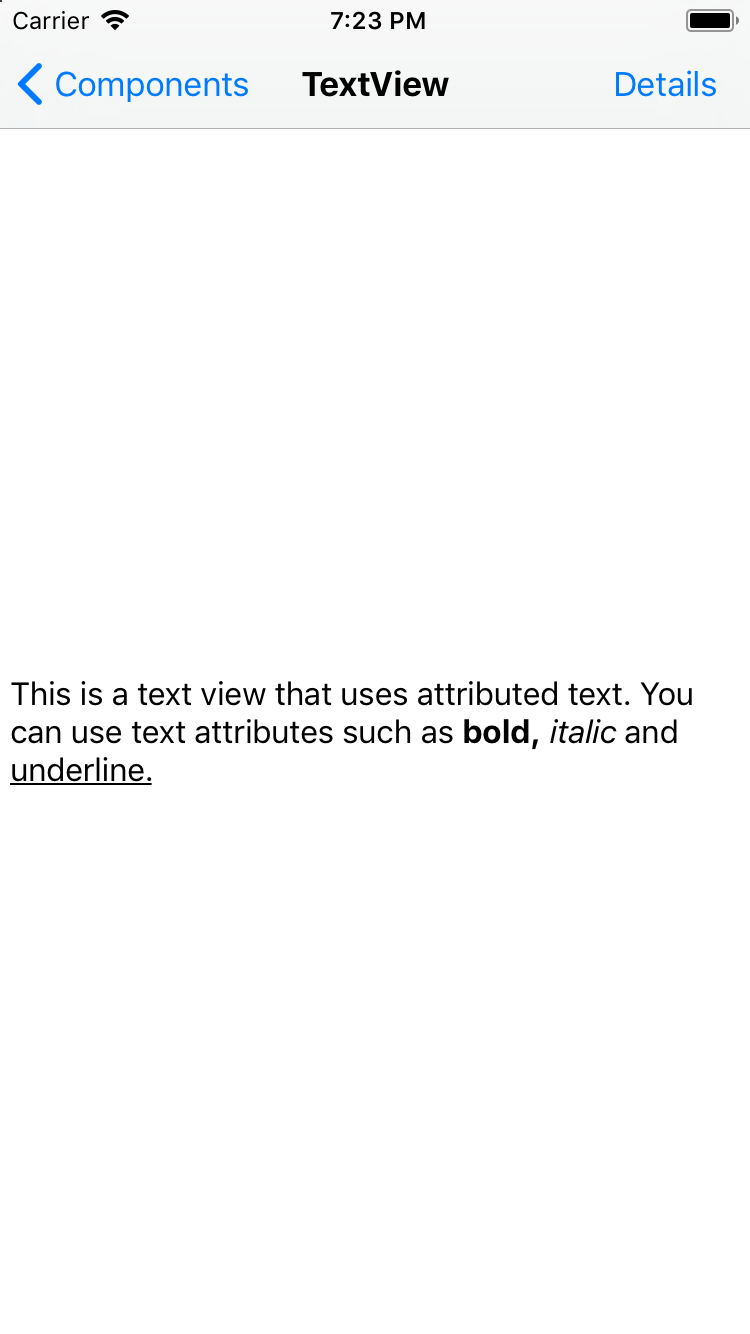 Carrier 7:23 PM
Components TextView Details
This is a text view that uses attributed text. You
can use text attributes such as bold, italic and
underline.